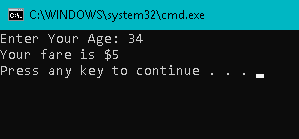 C:\WINDOWS\system32\cmd.exe
Enter Your Age: 34
Your fare is $5
Press any key to continue . . .